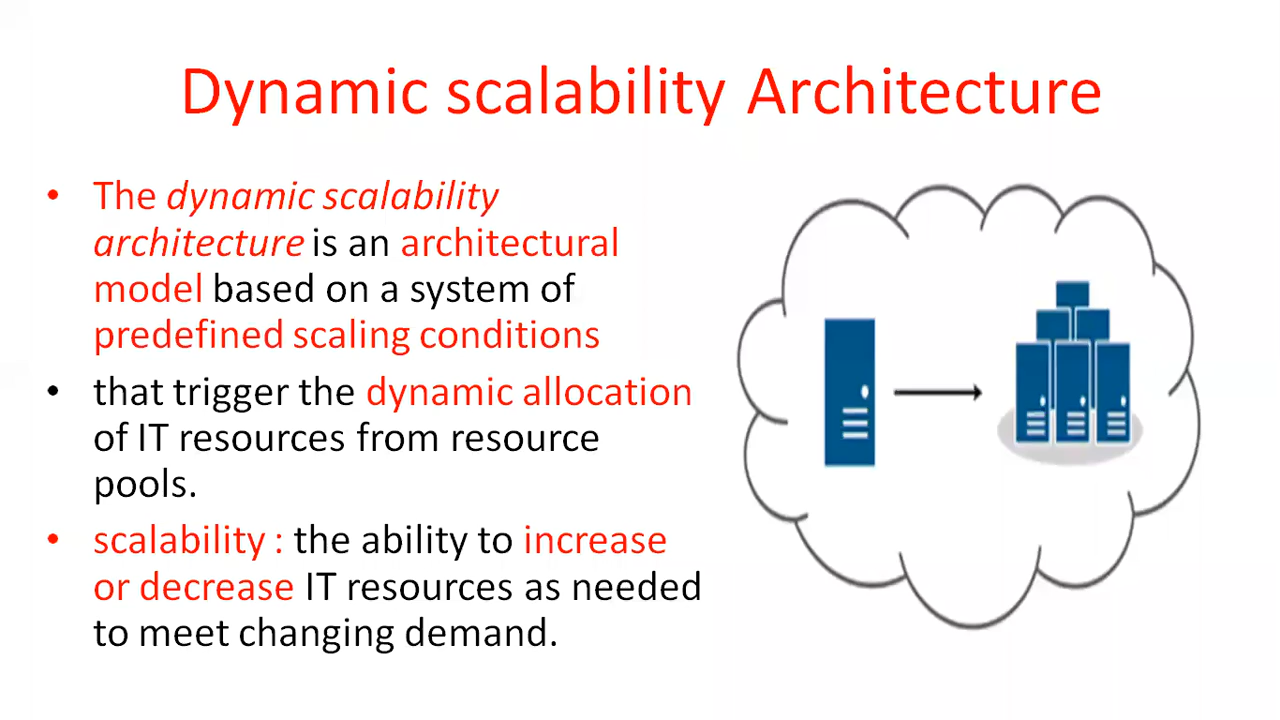 Dynamic scalability Architecture
• The dynamic scalability
architecture is an architectural
model based on a system of
predefined scaling conditions
• that trigger the dynamic allocation
of IT resources from resource
pools.
• scalability : the ability to increase
or decrease IT resources as needed
to meet changing demand.